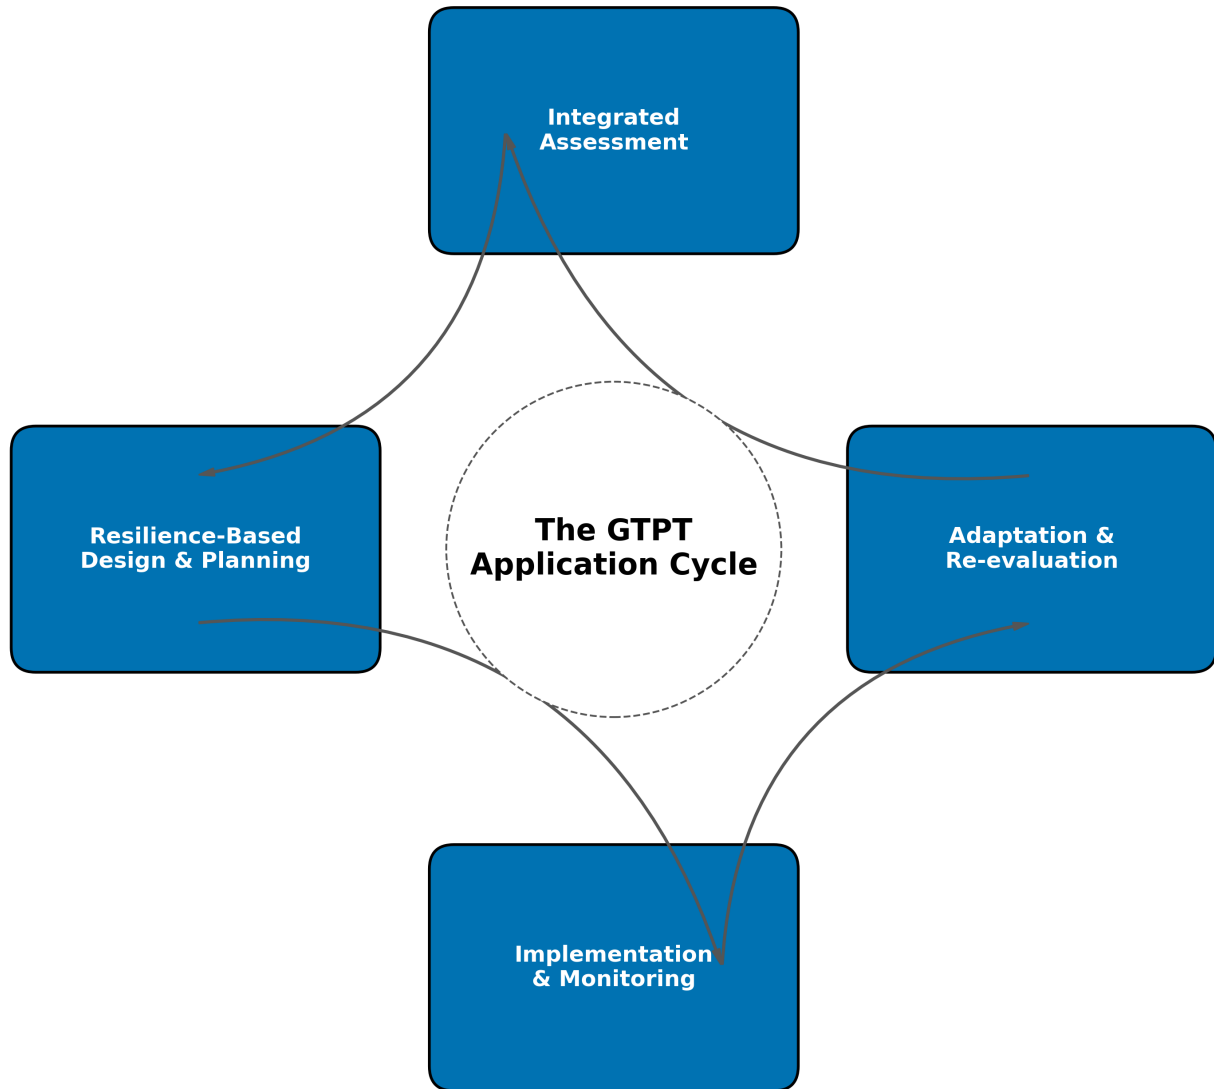 Integrated
Assessment
Resilience-Based
Design & Planning
The GTPT
Application Cycle
Adaptation &
Re-evaluation
Implementation
& Monitoring